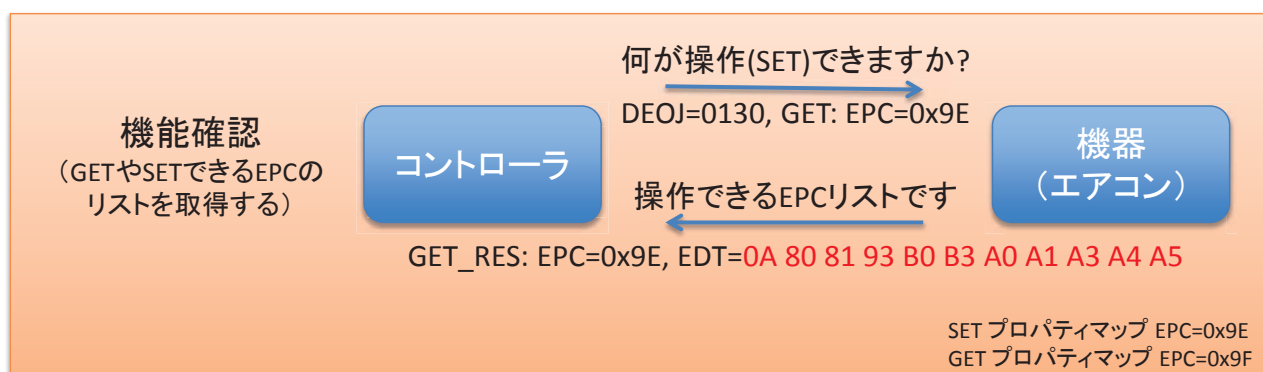 何が操作(SET)できますか?
DEOJ=0130, GET: EPC=0x9E
機能確認
（GETやSETできるEPCの
リストを取得する）
コントローラ
機器
（エアコン）
操作できるEPCリストです
GET_RES: EPC=0x9E, EDT=0A 80 81 93 B0 B3 A0 A1 A3 A4 A5
SET プロパティマップ EPC=0x9E
GET プロパティマップ EPC=0x9F